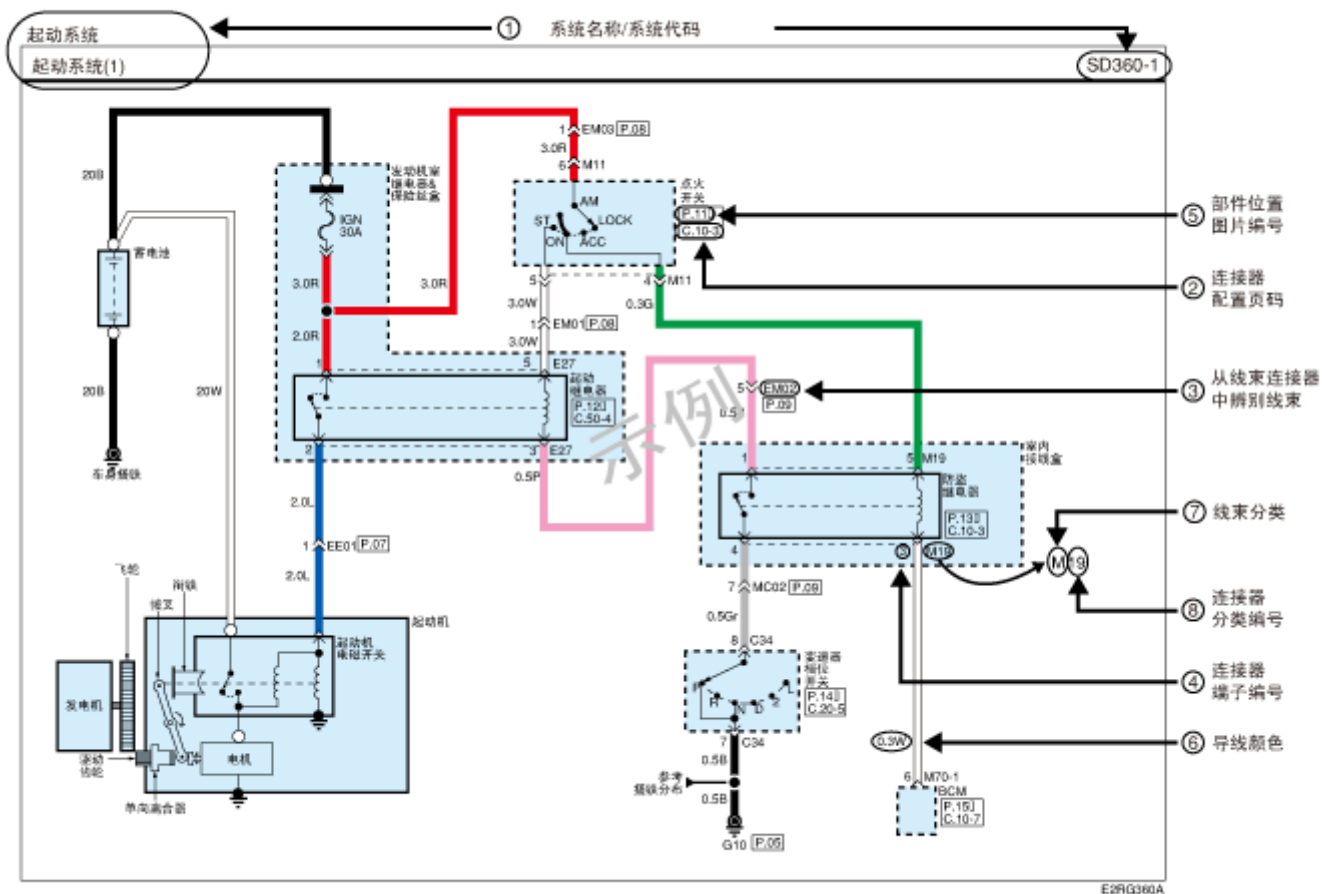 起动系统
① 系统名称/系统代码
起动系统(1)
SD360-1
1 EM03 P.08
3.0R
6 M11
20B
发动机室
继电器&
保险丝盒
IGN
30A
点火
开关
P.11
C.10-3
AM
ST
LOCK
ON
ACC
⑤ 部件位置
图片编号
② 连接器
配置页码
蓄电池
3.0R
3.0R
5
4 M11
3.0W
0.3G
1 EM01 P.08
3.0W
2.0R
1
5 E27
起动
继电器
P.12
C.50-4
20B
20W
示例
5 EM02
P.09
③ 从线束连接器
中辨别线束
2
3 E27
0.5P
车身搭铁
室内
接线盒
1
5 M19
防盗
继电器
P.13
C.10-3
2.0L
4
3 M19
⑦ 线束分类
M 19
1 EE01 P.07
2.0L
7 MC02 P.09
0.5Gr
8 C34
⑧ 连接器
分类编号
飞轮
衔铁
起动机
起动机
电磁开关
变速器
档位
开关
P.14
C.20-5
P
R
N
D
2
L
④ 连接器
端子编号
发电机
电机
驱动
齿轮
单向离合器
7 C34
0.5B
0.3W
⑥ 导线颜色
参考
搭铁分布
0.5B
6 M70-1
BCM
P.15
C.10-7
G10 P.05
E2RG360A